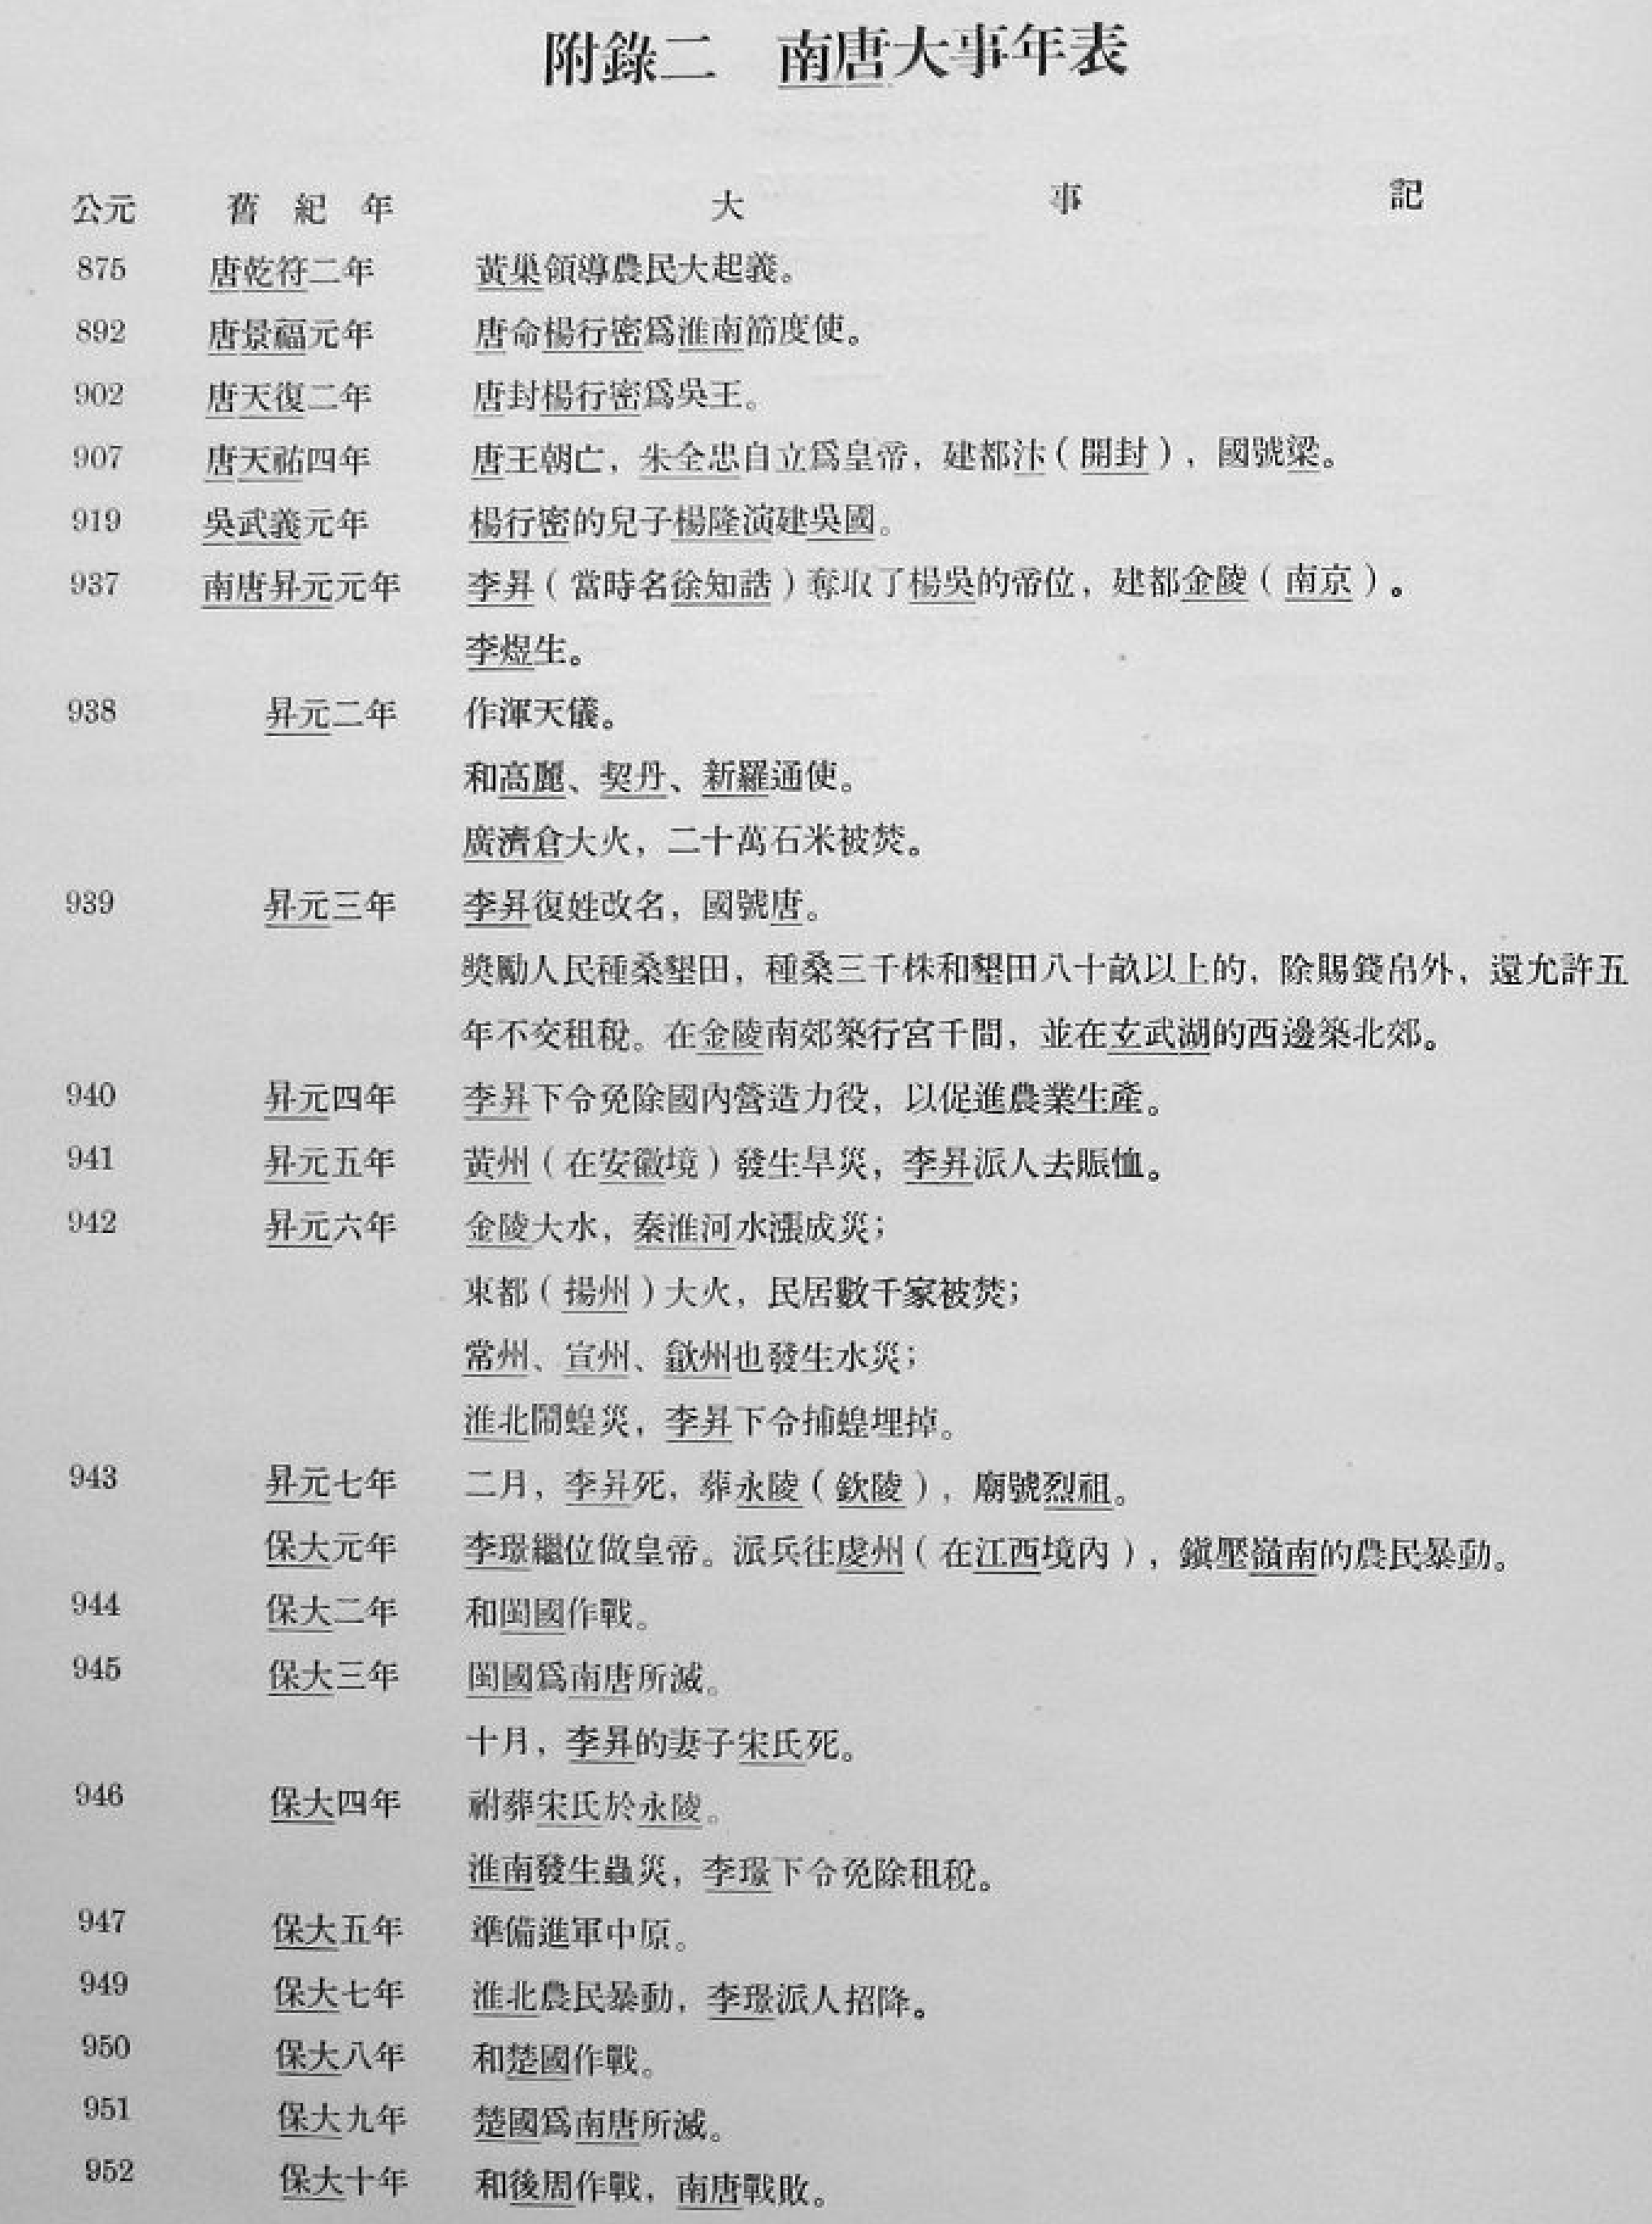 附錄二　南唐大事年表
公元　舊紀年　大事記
875　唐乾符二年　黃巢領導農民大起義。
892　唐景福元年　唐命楊行密爲淮南節度使。
902　唐天復二年　唐封楊行密爲吳王。
907　唐天祐四年　唐王朝亡，朱全忠自立爲皇帝，建都汴（開封），國號梁。
919　吳武義元年　楊行密的兒子楊隆演建吳國。
937　南唐昇元元年　李昇（當時名徐知誥）奪取了楊吳的帝位，建都金陵（南京）。
李煜生。
938　昇元二年　作渾天儀。
和高麗、契丹、新羅通使。
廣濟倉大火，二十萬石米被焚。
939　昇元三年　李昇復姓改名，國號唐。
獎勵人民種桑墾田，種桑三千株和墾田八十畝以上的，除賜錢帛外，還允許五
年不交租稅。在金陵南郊築行宮千間，並在玄武湖的西邊築北郊。
940　昇元四年　李昇下令免除國內營造力役，以促進農業生產。
941　昇元五年　黃州（在安徽境）發生旱災，李昇派人去賑恤。
942　昇元六年　金陵大水，秦淮河水漲成災；
東都（揚州）大火，民居數千家被焚；
常州、宣州、歙州也發生水災；
淮北鬧蝗災，李昇下令捕蝗埋掉。
943　昇元七年　二月，李昇死，葬永陵（欽陵），廟號烈祖。
保大元年　李璟繼位做皇帝。派兵往虔州（在江西境內），鎮壓嶺南的農民暴動。
944　保大二年　和閩國作戰。
945　保大三年　閩國爲南唐所滅。
十月，李昇的妻子宋氏死。
946　保大四年　祔葬宋氏於永陵。
淮南發生蟲災，李璟下令免除租稅。
947　保大五年　準備進軍中原。
949　保大七年　淮北農民暴動，李璟派人招降。
950　保大八年　和楚國作戰。
951　保大九年　楚國爲南唐所滅。
952　保大十年　和後周作戰，南唐戰敗。